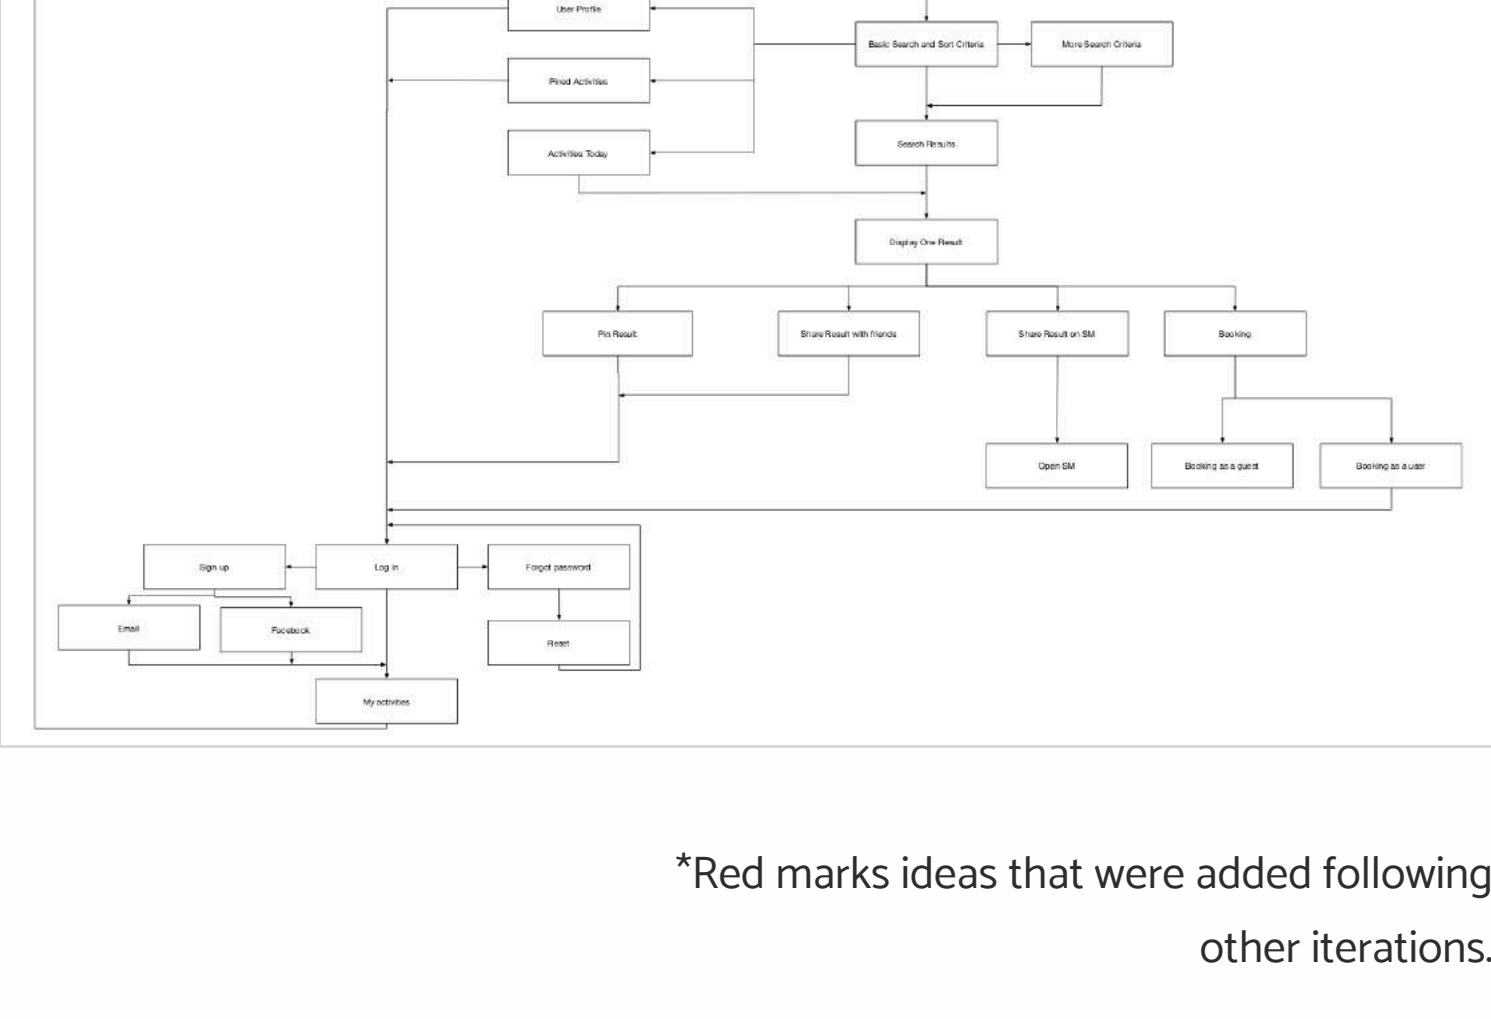 User Profile
Basic Search and Sort Criteria
More Search Criteria
Pined Activities
Search Results
Activities Today
Display One Result
Pin Result
Share Result with friends
Share Result on SM
Booking
Open SM
Booking as a guest
Booking as a user
Sign up
Log in
Forgot password
Email
Facebook
Reset
My activities
*Red marks ideas that were added following
other iterations.